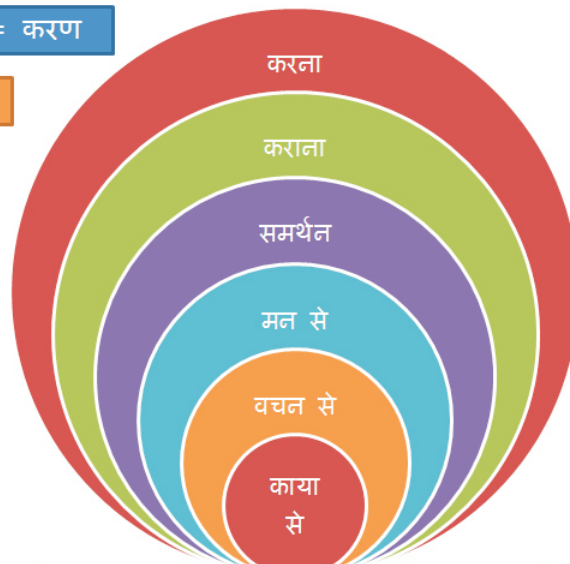 = करण
करना
कराना
समर्थन
मन से
वचन से
काया
से